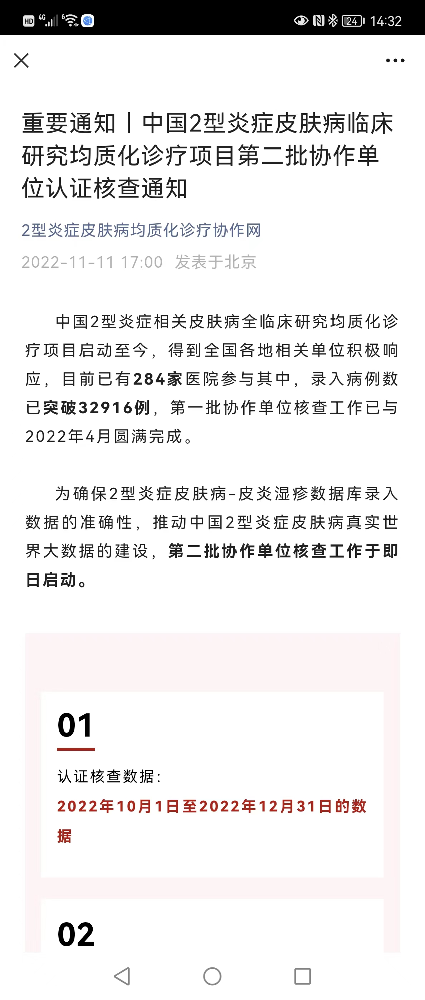 HD 4G 6 24 14:32
重要通知丨中国2型炎症皮肤病临床
研究均质化诊疗项目第二批协作单
位认证核查通知
2型炎症皮肤病均质化诊疗协作网
2022-11-11 17:00 发表于北京
中国2型炎症相关皮肤病全临床研究均质化诊
疗项目启动至今，得到全国各地相关单位积极响
应，目前已有284家医院参与其中，录入病例数
已突破32916例，第一批协作单位核查工作已与
2022年4月圆满完成。
为确保2型炎症皮肤病-皮炎湿疹数据库录入
数据的准确性，推动中国2型炎症皮肤病真实世
界大数据的建设，第二批协作单位核查工作于即
日启动。
01
认证核查数据：
2022年10月1日至2022年12月31日的数
据
02